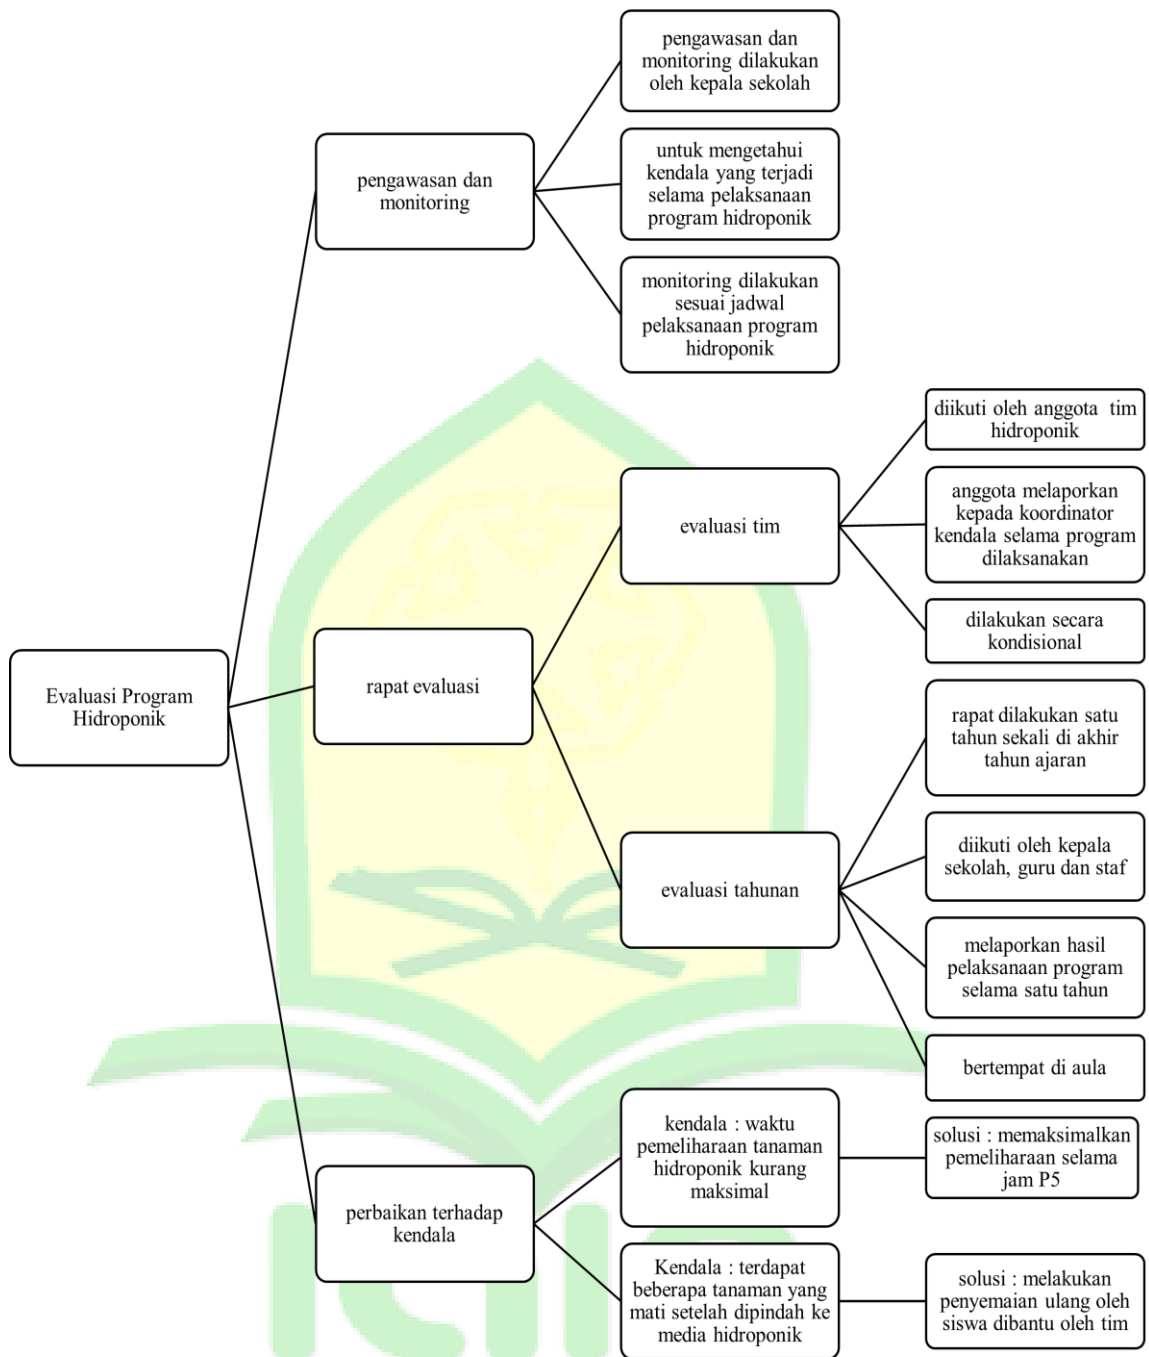 Evaluasi Program
Hidroponik
pengawasan dan
monitoring
pengawasan dan
monitoring dilakukan
oleh kepala sekolah
untuk mengetahui
kendala yang terjadi
selama pelaksanaan
program hidroponik
monitoring dilakukan
sesuai jadwal
pelaksanaan program
hidroponik
rapat evaluasi
evaluasi tim
diikuti oleh anggota tim
hidroponik
anggota melaporkan
kepada koordinator
kendala selama program
dilaksanakan
dilakukan secara
kondisional
evaluasi tahunan
rapat dilakukan satu
tahun sekali di akhir
tahun ajaran
diikuti oleh kepala
sekolah, guru dan staf
melaporkan hasil
pelaksanaan program
selama satu tahun
bertempat di aula
perbaikan terhadap
kendala
kendala : waktu
pemeliharaan tanaman
hidroponik kurang
maksimal
solusi : memaksimalkan
pemeliharaan selama
jam P5
Kendala : terdapat
beberapa tanaman yang
mati setelah dipindah ke
media hidroponik
solusi : melakukan
penyemaian ulang oleh
siswa dibantu oleh tim